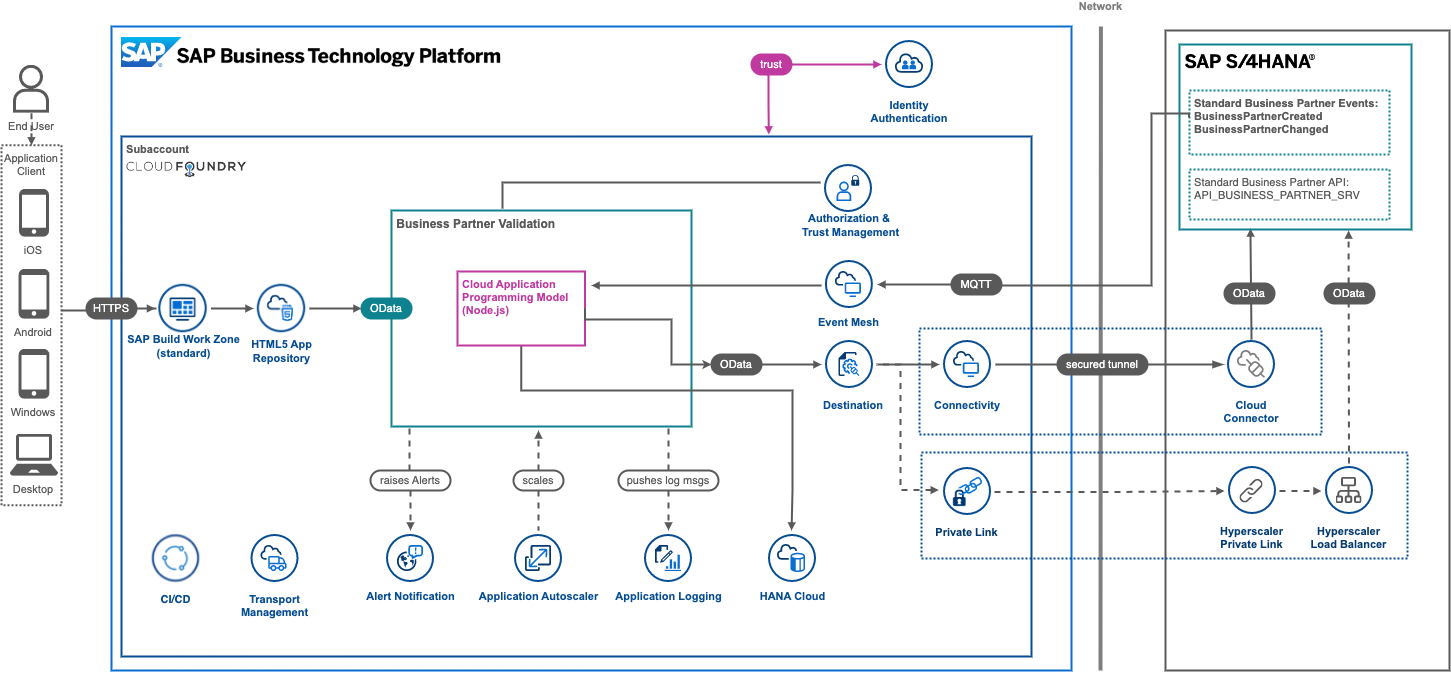 Network
SAP
SAP Business Technology Platform
trust
Identity
Authentication
SAP S/4HANA®
Standard Business Partner Events:
BusinessPartnerCreated
BusinessPartnerChanged
Standard Business Partner API:
API_BUSINESS_PARTNER_SRV
End User
Application
Client
iOS
Android
Windows
Desktop
HTTPS
Subaccount
CLOUD FOUNDRY
SAP Build Work Zone
(standard)
HTML5 App
Repository
OData
Business Partner Validation
Cloud Application
Programming Model
(Node.js)
Authorization &
Trust Management
Event Mesh
MQTT
OData
Destination
Connectivity
secured tunnel
OData
OData
Cloud
Connector
Private Link
Hyperscaler
Private Link
Hyperscaler
Load Balancer
raises Alerts
scales
pushes log msgs
CI/CD
Transport
Management
Alert Notification
Application Autoscaler
Application Logging
HANA Cloud